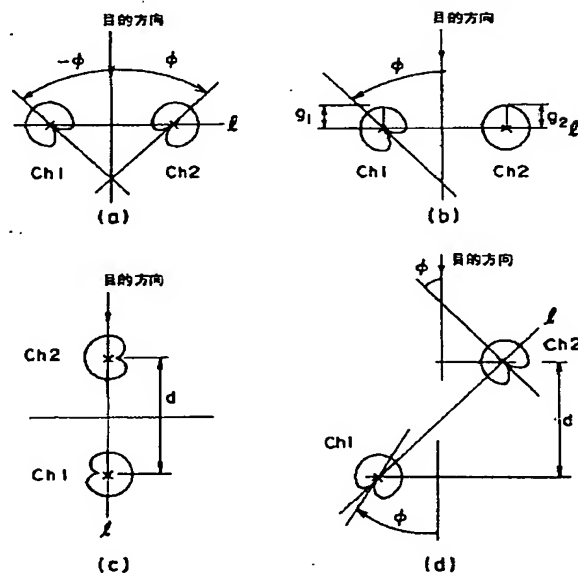 目的方向
-φ φ
ℓ
Ch1 Ch2
(a)
目的方向
φ
g1 g2 ℓ
Ch1 Ch2
(b)
目的方向
Ch2
d
Ch1
ℓ
(c)
φ 目的方向
ℓ
Ch2
d
Ch1
φ
(d)